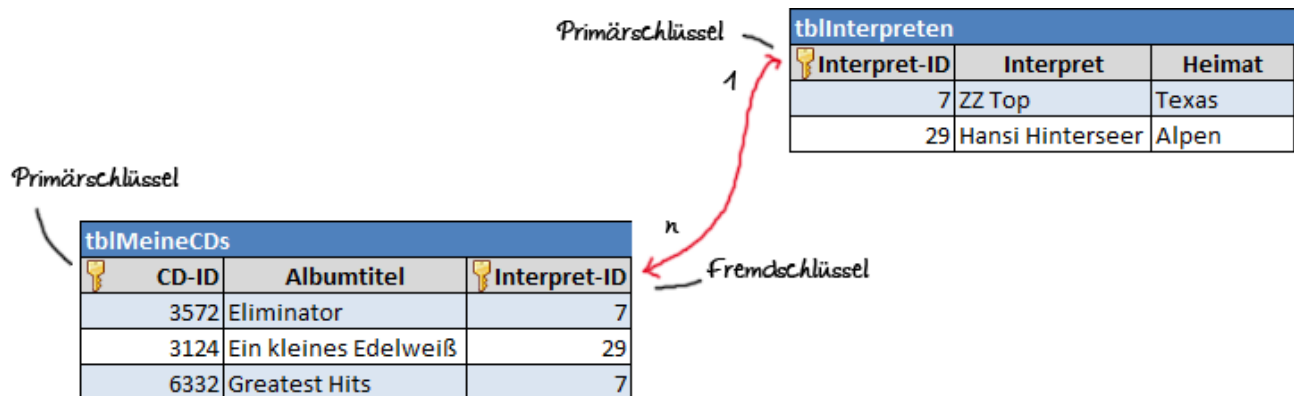 Primärschlüssel
tblInterpreten
Interpret-ID Interpret Heimat
1
7 ZZ Top Texas
29 Hansi Hinterseer Alpen
Primärschlüssel
n
tblMeineCDs
Fremdschlüssel
CD-ID Albumtitel Interpret-ID
3572 Eliminator 7
3124 Ein kleines Edelweiß 29
6332 Greatest Hits 7